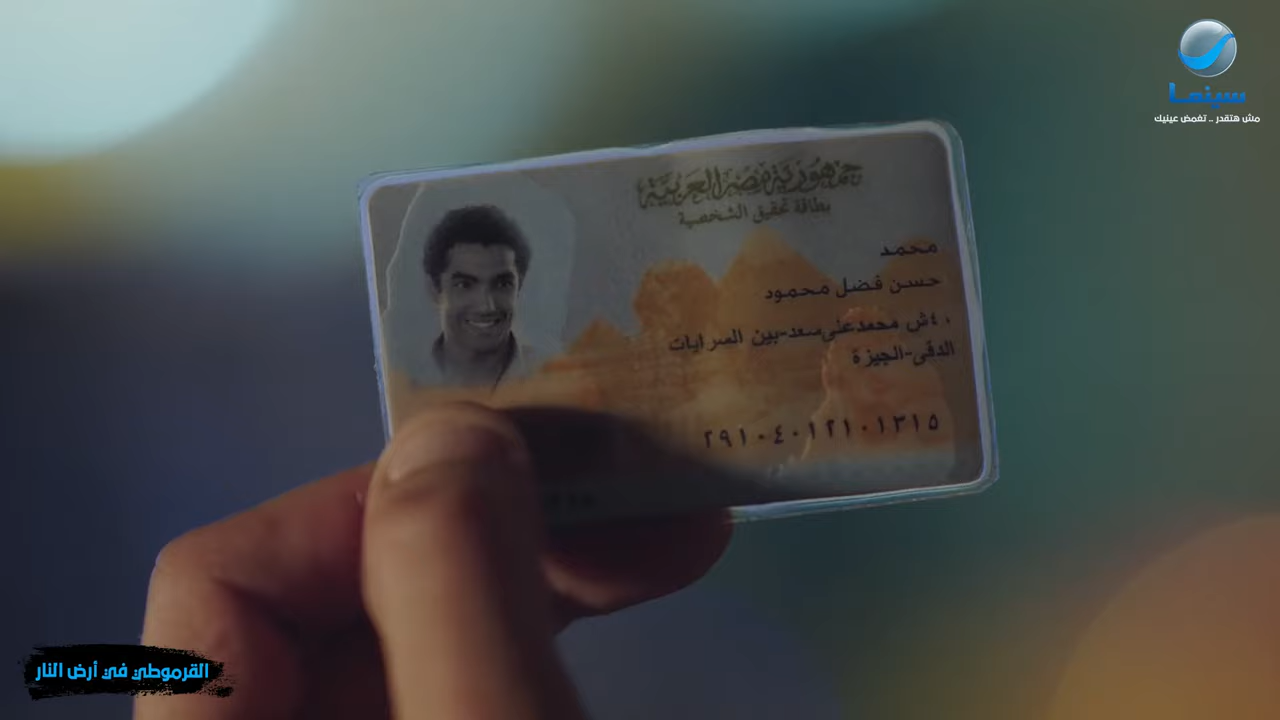 سينما
مش هتقدر .. تغمض عينيك
جمهورية مصر العربية
بطاقة تحقيق الشخصية
محمد
حسن فضل محمود
٤٠ش محمدعلى سعد-بين السرايات
الدقى-الجيزة
٢٩١٠٤٠١٢١٠١٣١٥
القرموطي في أرض النار